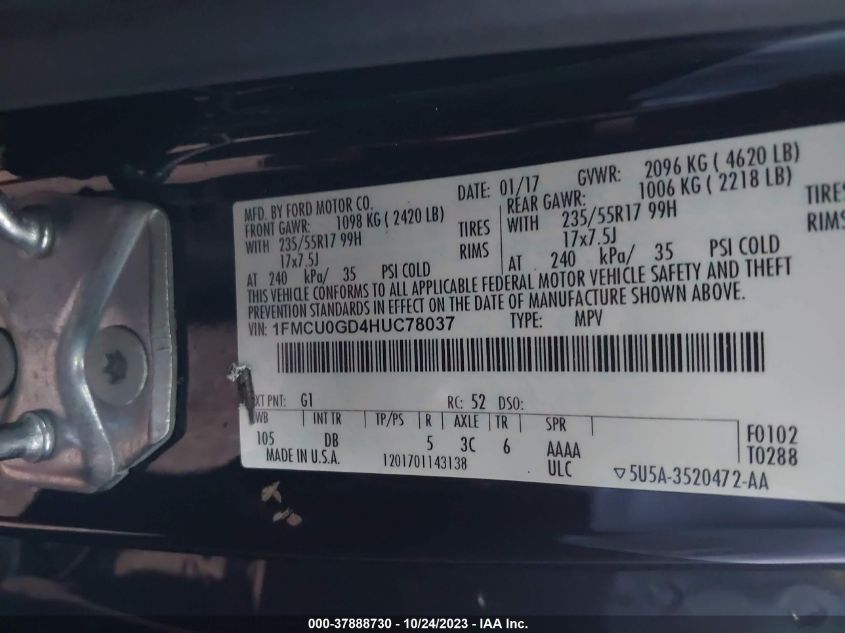 MFD. BY FORD MOTOR CO.
DATE: 01/17 GVWR: 2096 KG ( 4620 LB)
FRONT GAWR: 1098 KG ( 2420 LB) REAR GAWR: 1006 KG ( 2218 LB)
WITH 235/55R17 99H TIRES WITH 235/55R17 99H TIRES
17x7.5J RIMS 17x7.5J RIMS
AT 240 kPa/ 35 PSI COLD AT 240 kPa/ 35 PSI COLD
THIS VEHICLE CONFORMS TO ALL APPLICABLE FEDERAL MOTOR VEHICLE SAFETY AND THEFT
PREVENTION STANDARDS IN EFFECT ON THE DATE OF MANUFACTURE SHOWN ABOVE.
VIN: 1FMCU0GD4HUC78037 TYPE: MPV
EXT PNT: G1 RC: 52 DSO:
WB INT TR TP/PS R AXLE TR SPR
105 DB 5 3C 6 AAAA F0102
MADE IN U.S.A. 1201701143138 ULC T0288
▽5U5A-3520472-AA
000-37888730 - 10/24/2023 - IAA Inc.